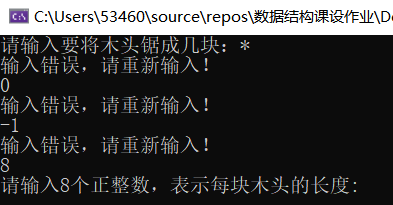 C:\Users\53460\source\repos\数据结构课设作业\De
请输入要将木头锯成几块：*
输入错误，请重新输入！
0
输入错误，请重新输入！
-1
输入错误，请重新输入！
8
请输入8个正整数，表示每块木头的长度: